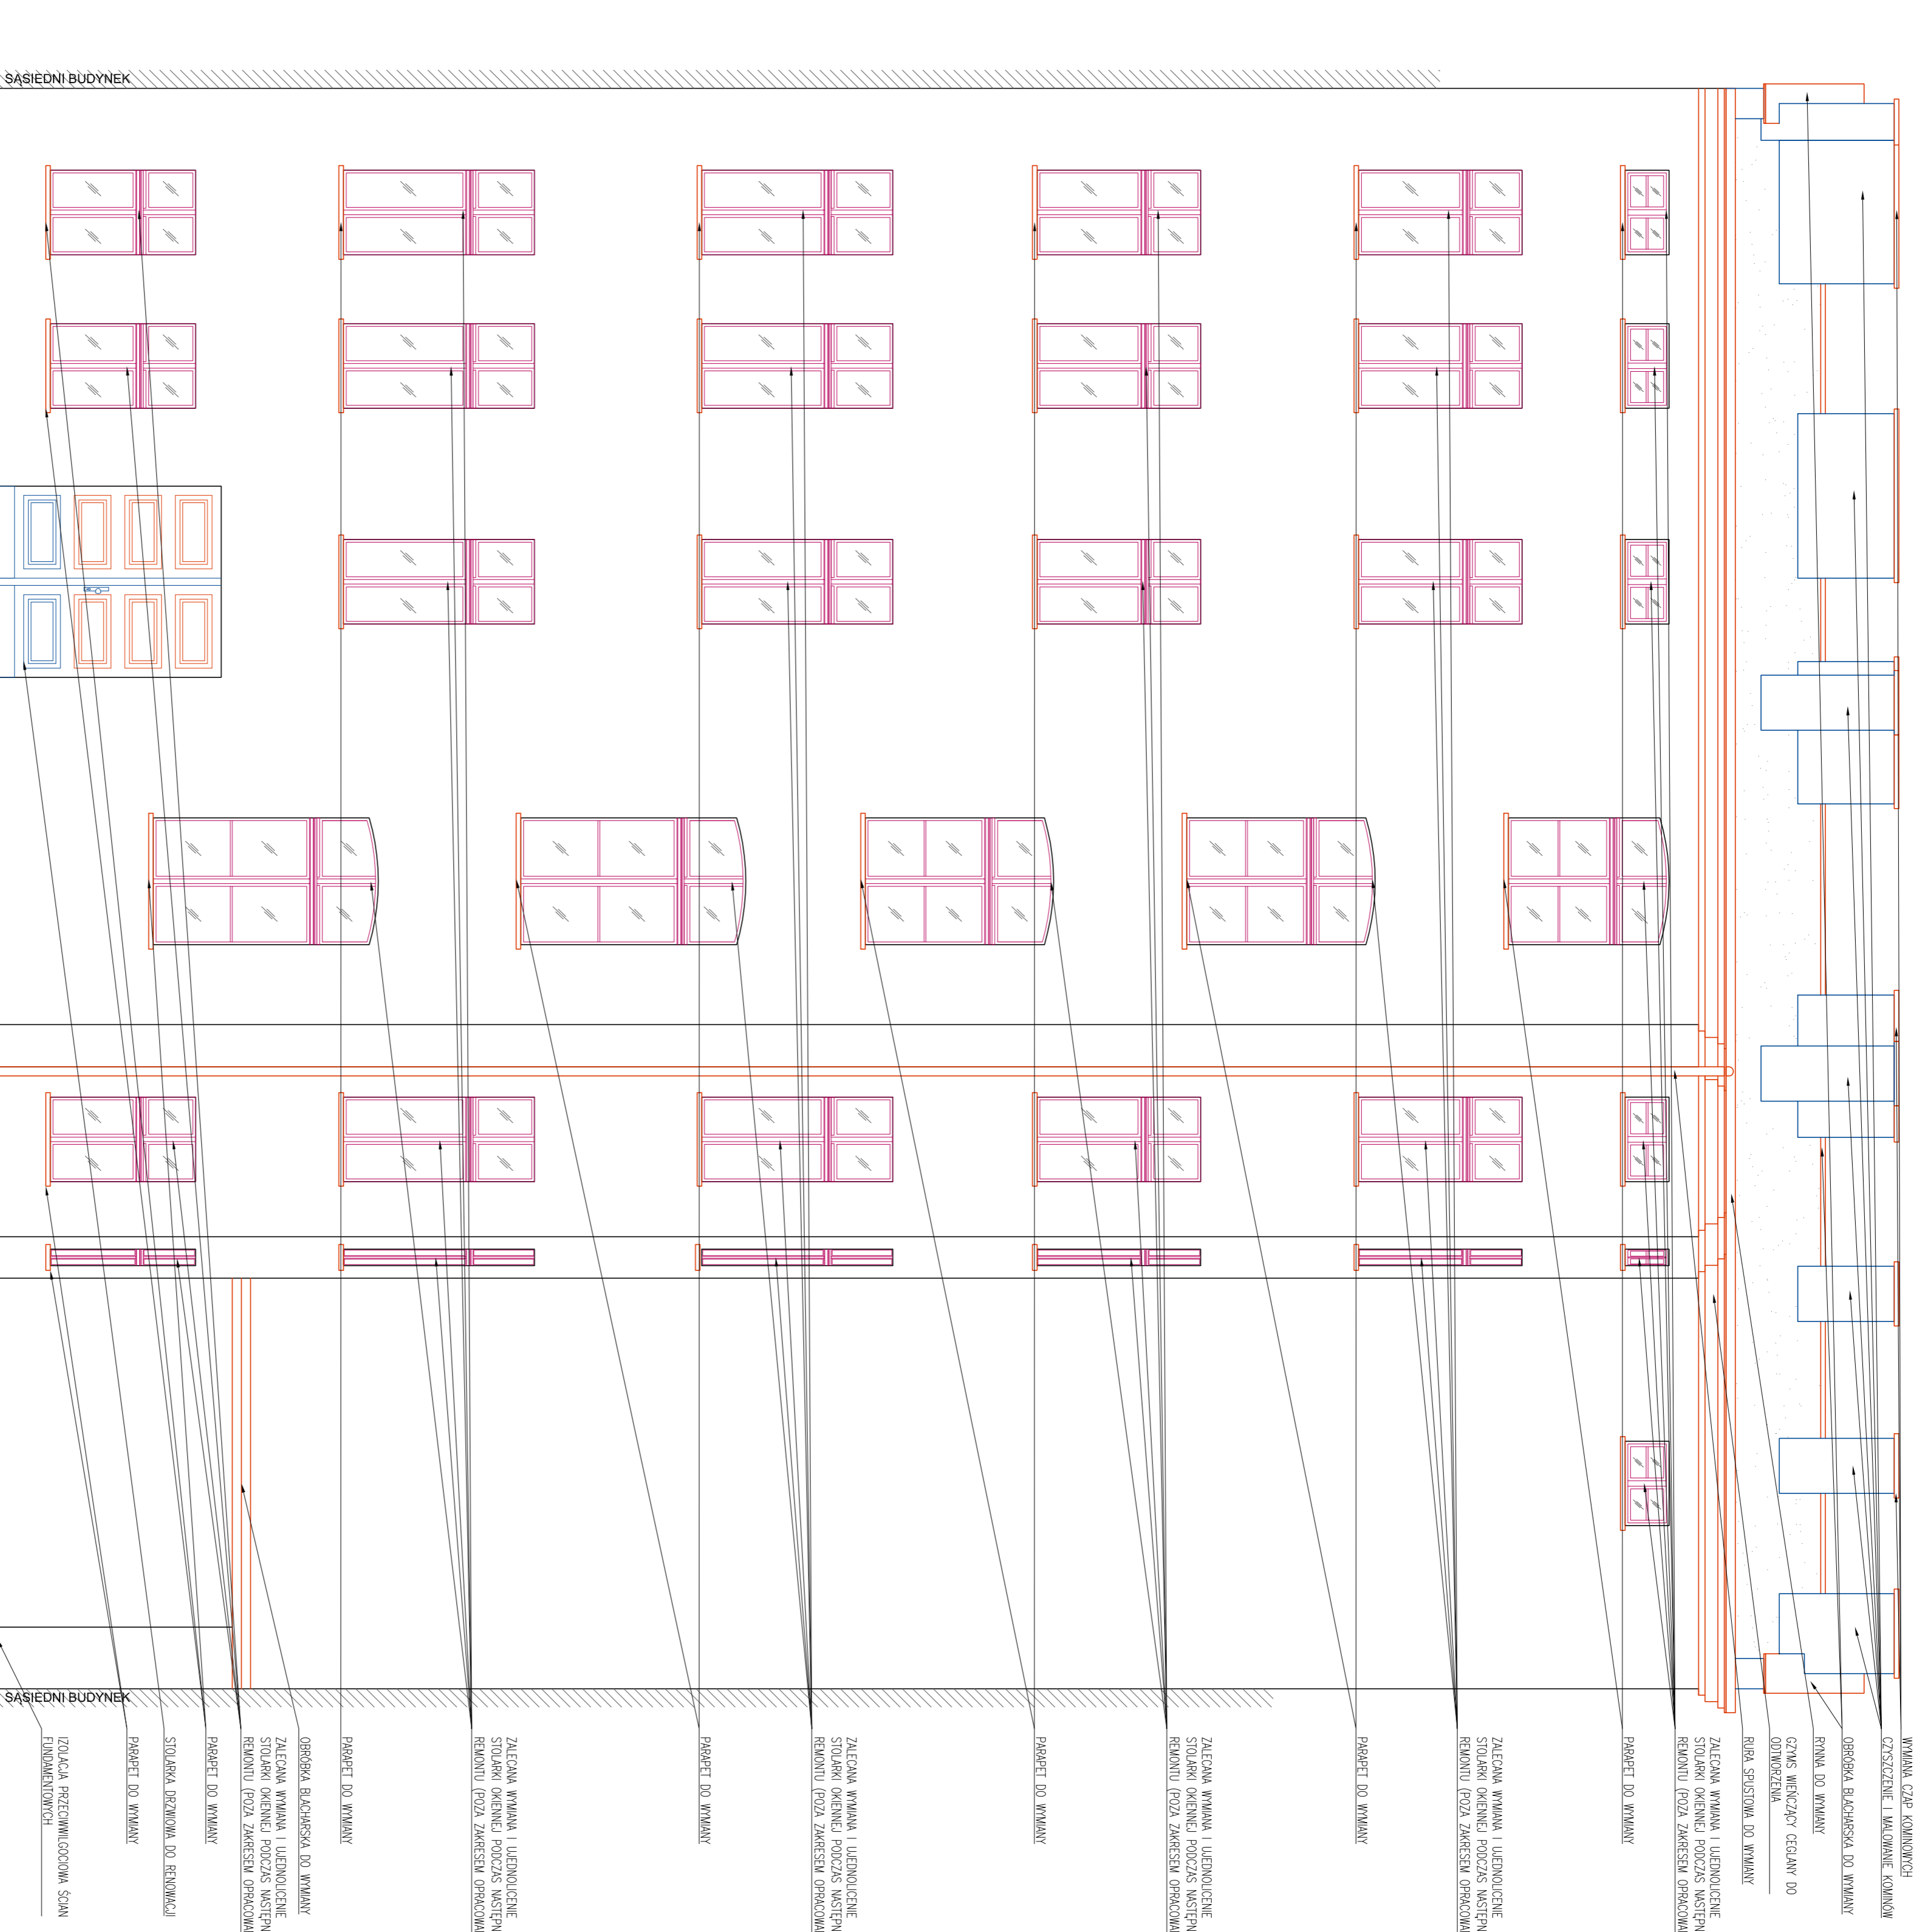 SĄSIEDNI BUDYNEK
WYMIANA CZAP KOMINOWYCH
CZYSZCZENIE I MALOWANIE KOMINÓW
OBRÓBKA BLACHARSKA DO WYMIANY
RYNNA DO WYMIANY
GZYMS WIEŃCZĄCY CEGLANY DO
ODTWORZENIA
RURA SPUSTOWA DO WYMIANY
ZALECANA WYMIANA I UJEDNOLICENIE
STOLARKI OKIENNEJ PODCZAS NASTĘPN
REMONTU (POZA ZAKRESEM OPRACOWA
PARAPET DO WYMIANY
ZALECANA WYMIANA I UJEDNOLICENIE
STOLARKI OKIENNEJ PODCZAS NASTĘPN
REMONTU (POZA ZAKRESEM OPRACOWA
PARAPET DO WYMIANY
ZALECANA WYMIANA I UJEDNOLICENIE
STOLARKI OKIENNEJ PODCZAS NASTĘPN
REMONTU (POZA ZAKRESEM OPRACOWA
PARAPET DO WYMIANY
ZALECANA WYMIANA I UJEDNOLICENIE
STOLARKI OKIENNEJ PODCZAS NASTĘPN
REMONTU (POZA ZAKRESEM OPRACOWA
PARAPET DO WYMIANY
ZALECANA WYMIANA I UJEDNOLICENIE
STOLARKI OKIENNEJ PODCZAS NASTĘPN
REMONTU (POZA ZAKRESEM OPRACOWA
PARAPET DO WYMIANY
OBRÓBKA BLACHARSKA DO WYMIANY
ZALECANA WYMIANA I UJEDNOLICENIE
STOLARKI OKIENNEJ PODCZAS NASTĘPN
REMONTU (POZA ZAKRESEM OPRACOWA
PARAPET DO WYMIANY
STOLARKA DRZWIOWA DO RENOWACJI
PARAPET DO WYMIANY
IZOLACJA PRZECIWWILGOCIOWA ŚCIAN
FUNDAMENTOWYCH
SĄSIEDNI BUDYNEK